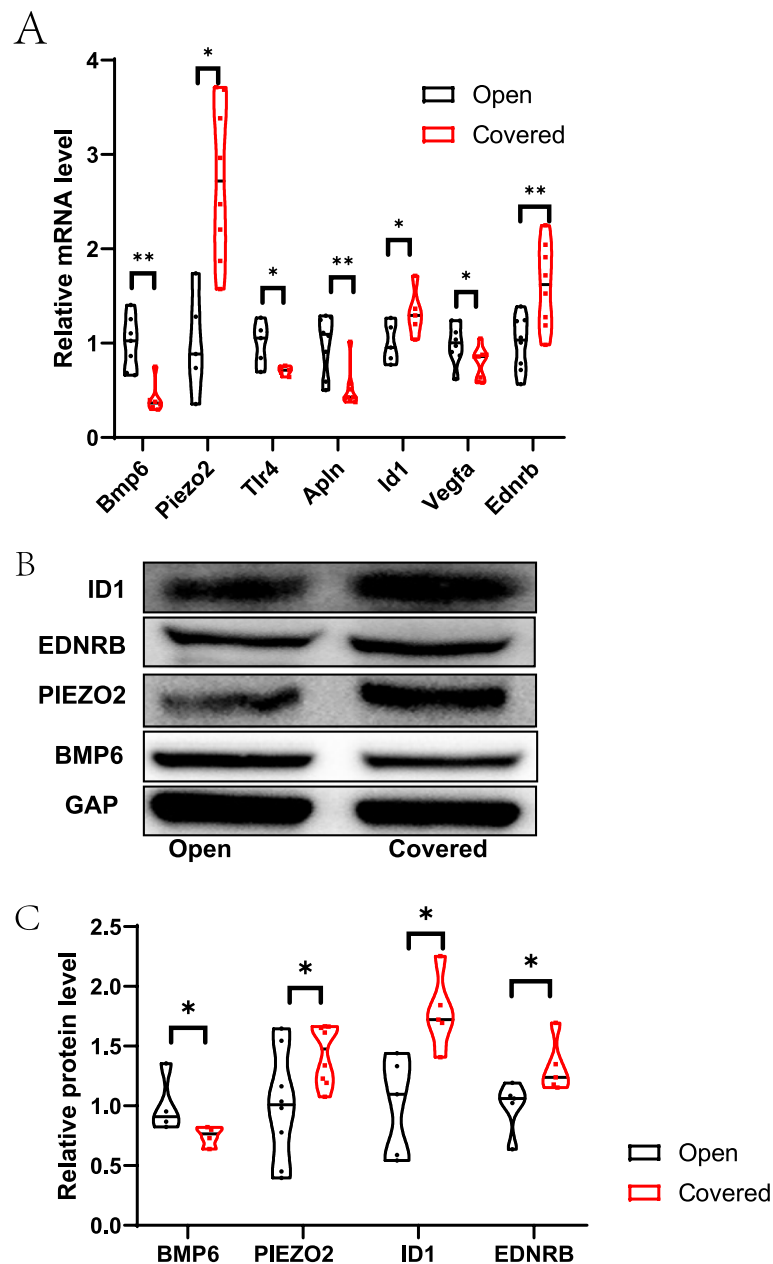 A
Relative mRNA level
4
3
2
1
0
** * * ** * * **
Open
Covered
Bmp6 Piezo2 Tlr4 Apln Id1 Vegfa Ednrb
B
ID1
EDNRB
PIEZO2
BMP6
GAP
Open Covered
C
Relative protein level
2.5
2.0
1.5
1.0
0.5
0.0
* * * *
Open
Covered
BMP6 PIEZO2 ID1 EDNRB